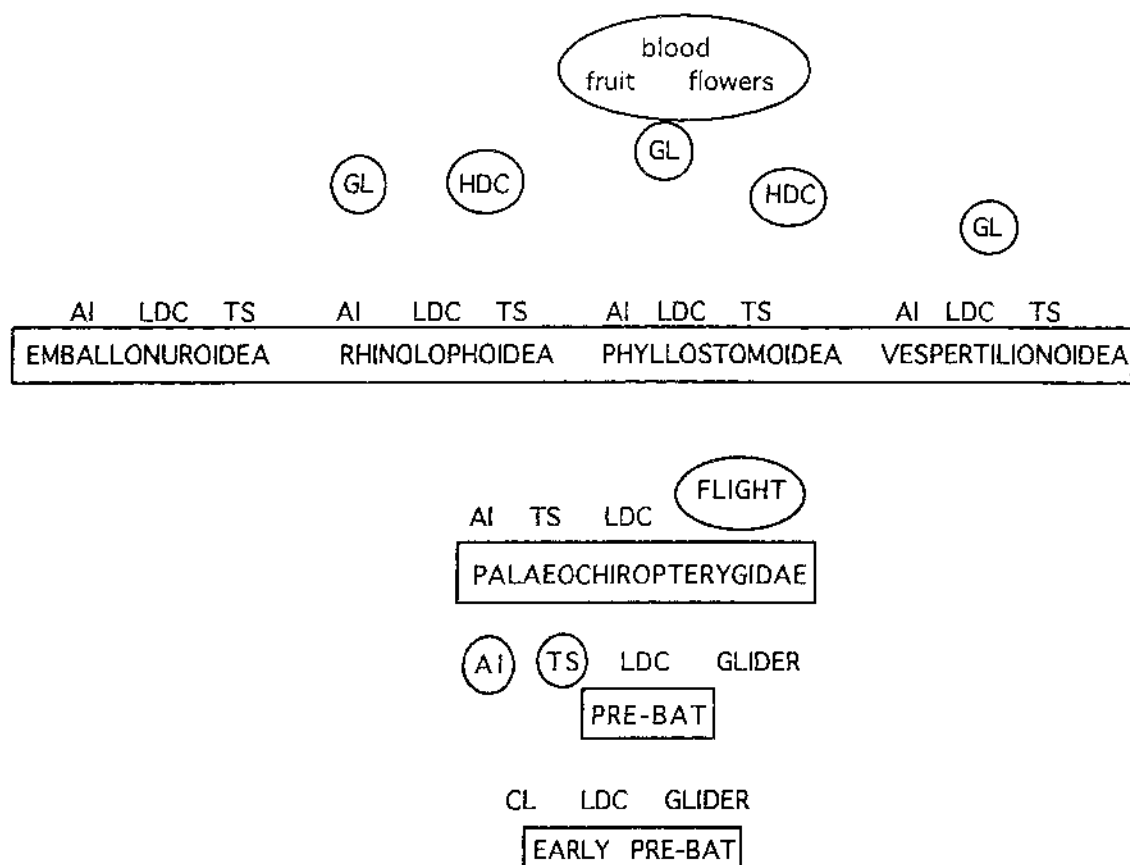 blood
fruit flowers
GL
GL HDC
HDC
GL
AI LDC TS AI LDC TS AI LDC TS AI LDC TS
EMBALLONUROIDEA RHINOLOPHOIDEA PHYLLOSTOMOIDEA VESPERTILIONOIDEA
FLIGHT
AI TS LDC
PALAEOCHIROPTERYGIDAE
AI TS LDC GLIDER
PRE-BAT
CL LDC GLIDER
EARLY PRE-BAT